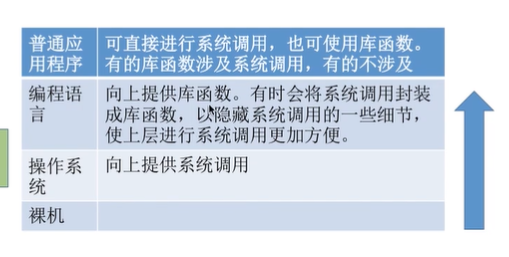 普通应
用程序
可直接进行系统调用，也可使用库函数。
有的库函数涉及系统调用，有的不涉及
编程语
言
向上提供库函数。有时会将系统调用封装
成库函数，以隐藏系统调用的一些细节，
使上层进行系统调用更加方便。
操作系
统
向上提供系统调用
裸机